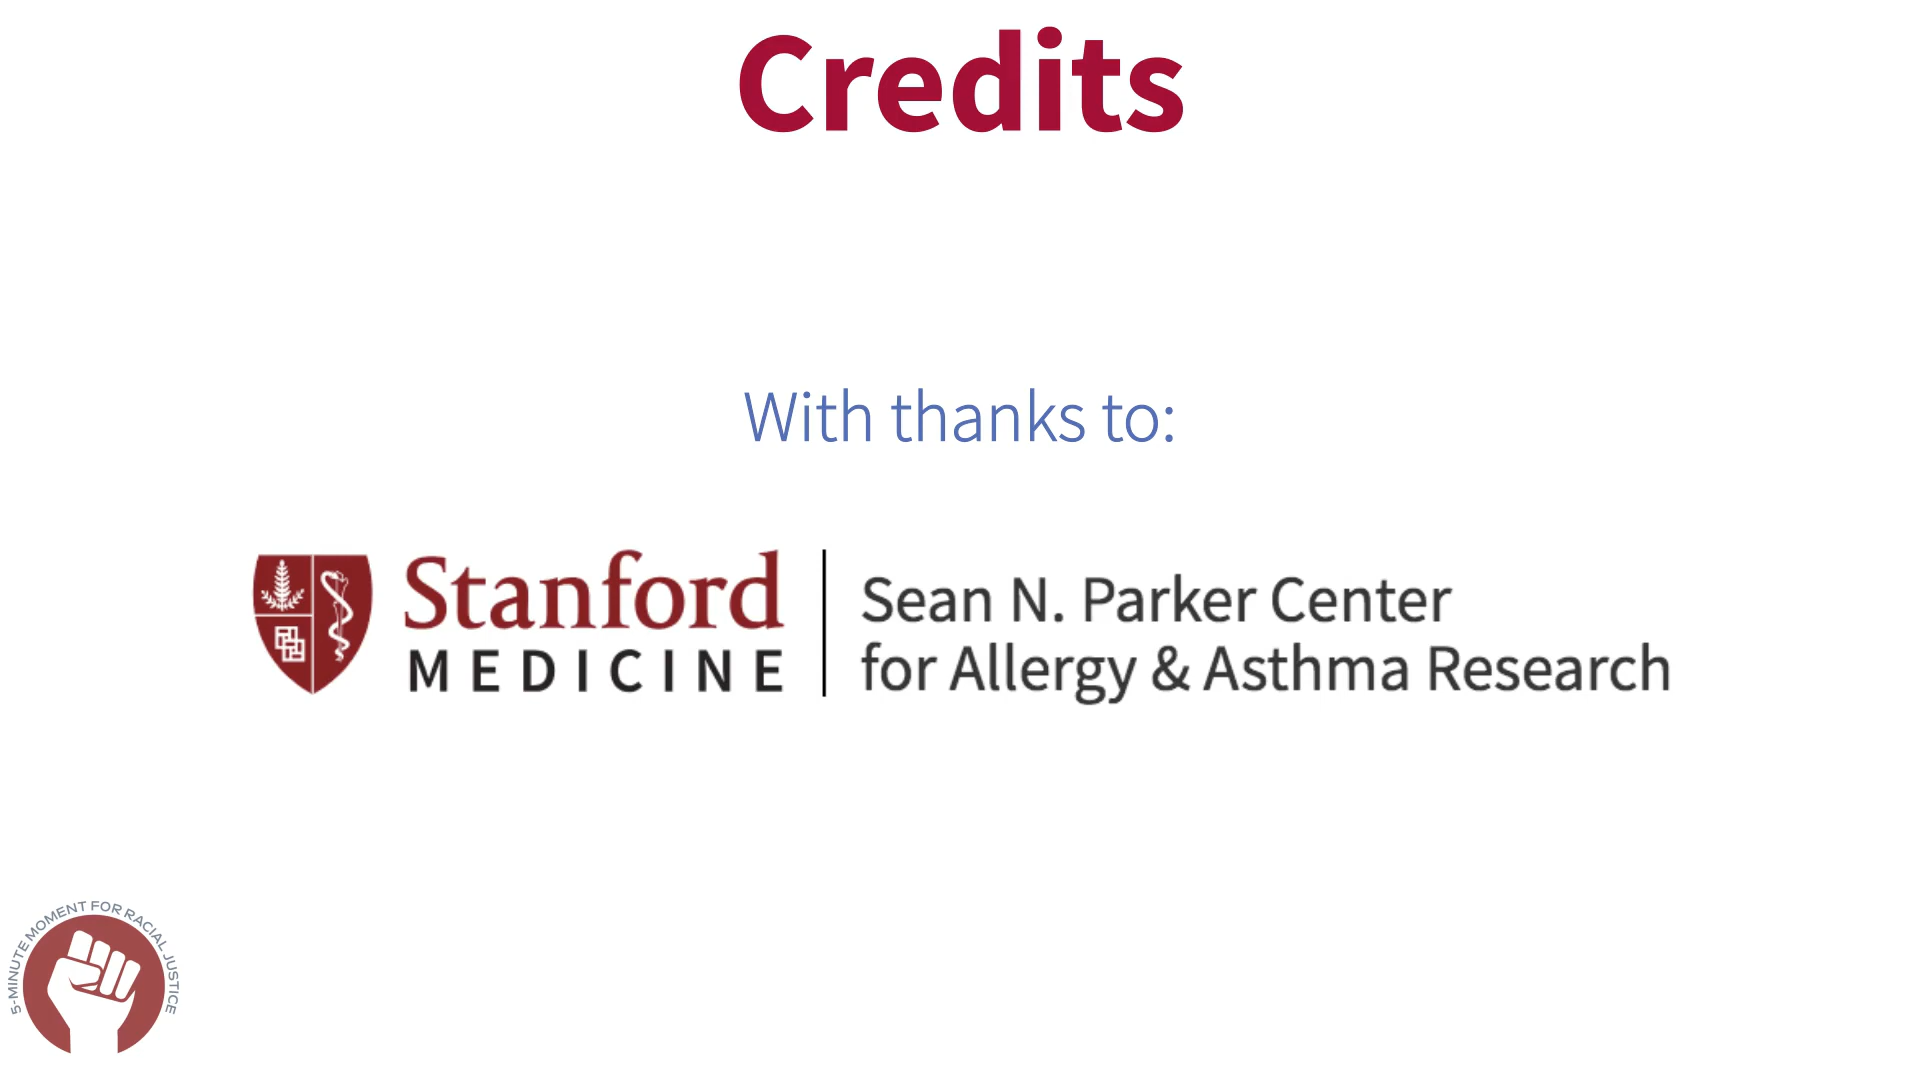 Credits
With thanks to:
Stanford
MEDICINE
Sean N. Parker Center
for Allergy & Asthma Research
5-MINUTE MOMENT FOR RACIAL JUSTICE